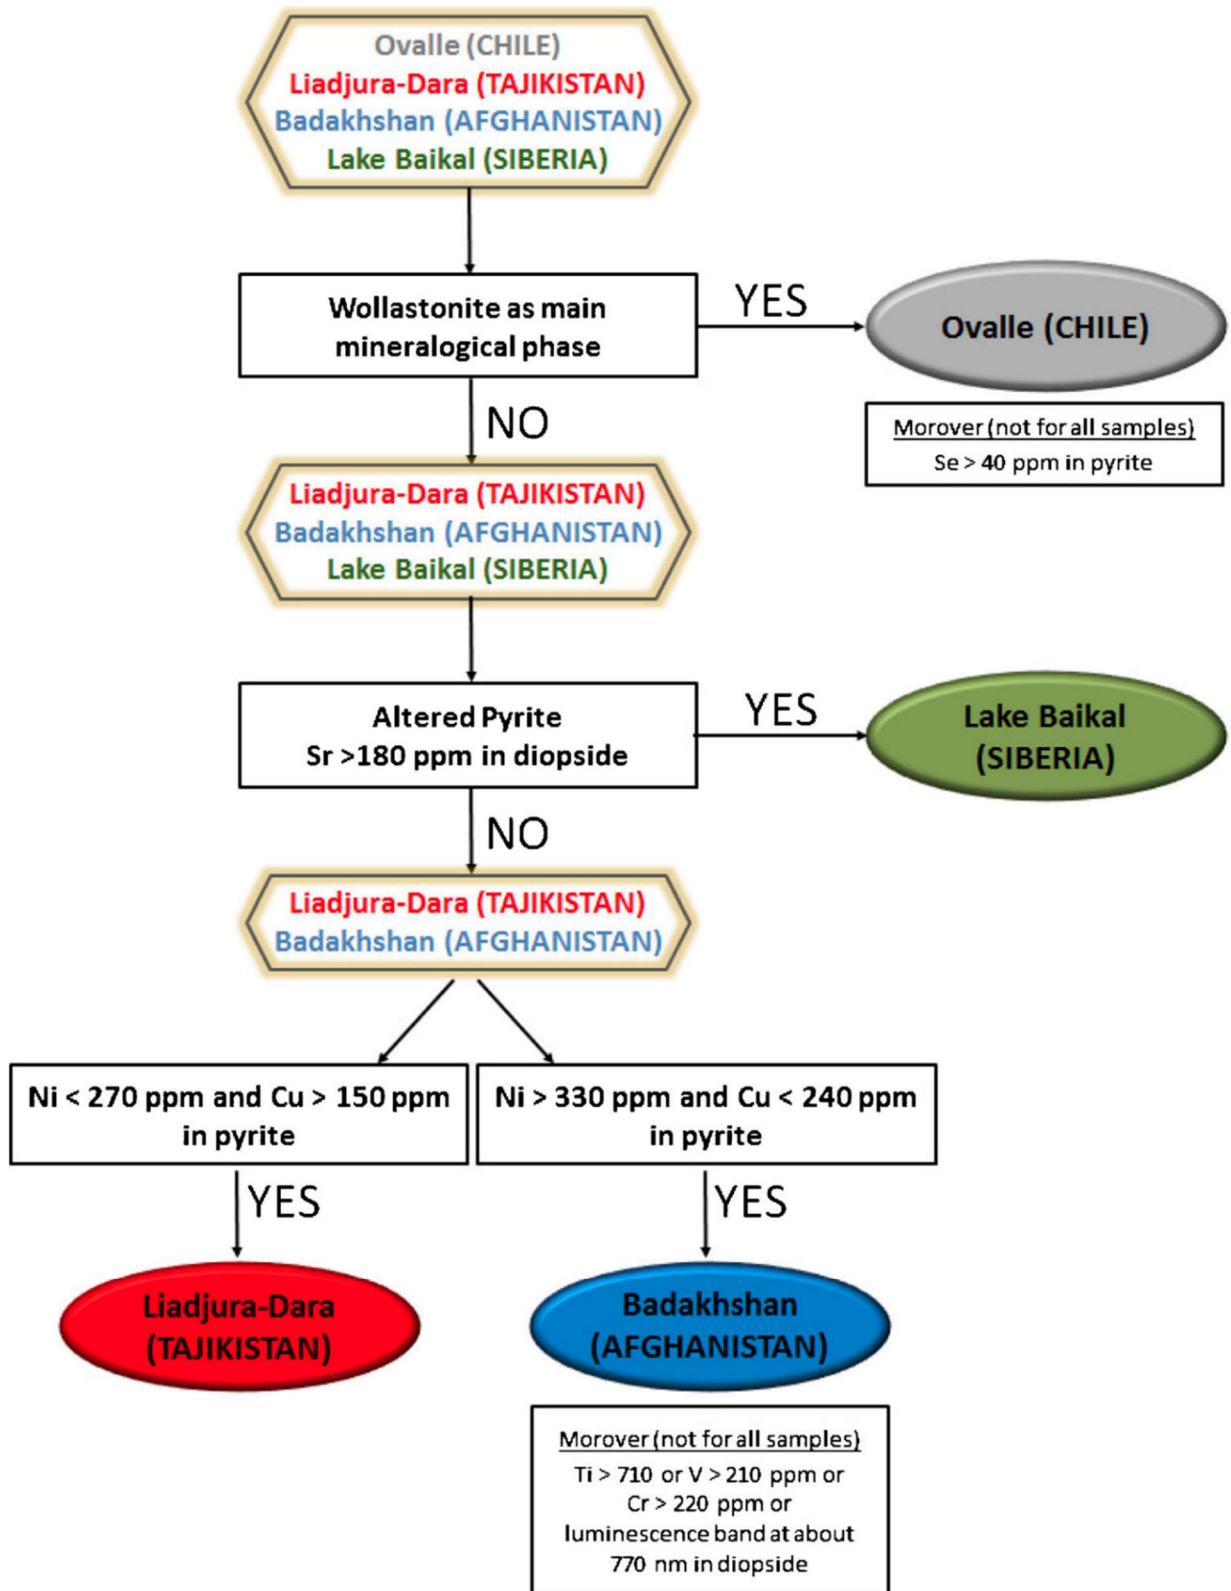 Ovalle (CHILE)
Liadjura-Dara (TAJIKISTAN)
Badakhshan (AFGHANISTAN)
Lake Baikal (SIBERIA)
Wollastonite as main
mineralogical phase
YES
Ovalle (CHILE)
Morover (not for all samples)
Se > 40 ppm in pyrite
NO
Liadjura-Dara (TAJIKISTAN)
Badakhshan (AFGHANISTAN)
Lake Baikal (SIBERIA)
Altered Pyrite
Sr >180 ppm in diopside
YES
Lake Baikal
(SIBERIA)
NO
Liadjura-Dara (TAJIKISTAN)
Badakhshan (AFGHANISTAN)
Ni < 270 ppm and Cu > 150 ppm
in pyrite
Ni > 330 ppm and Cu < 240 ppm
in pyrite
YES
YES
Liadjura-Dara
(TAJIKISTAN)
Badakhshan
(AFGHANISTAN)
Morover (not for all samples)
Ti > 710 or V > 210 ppm or
Cr > 220 ppm or
luminescence band at about
770 nm in diopside